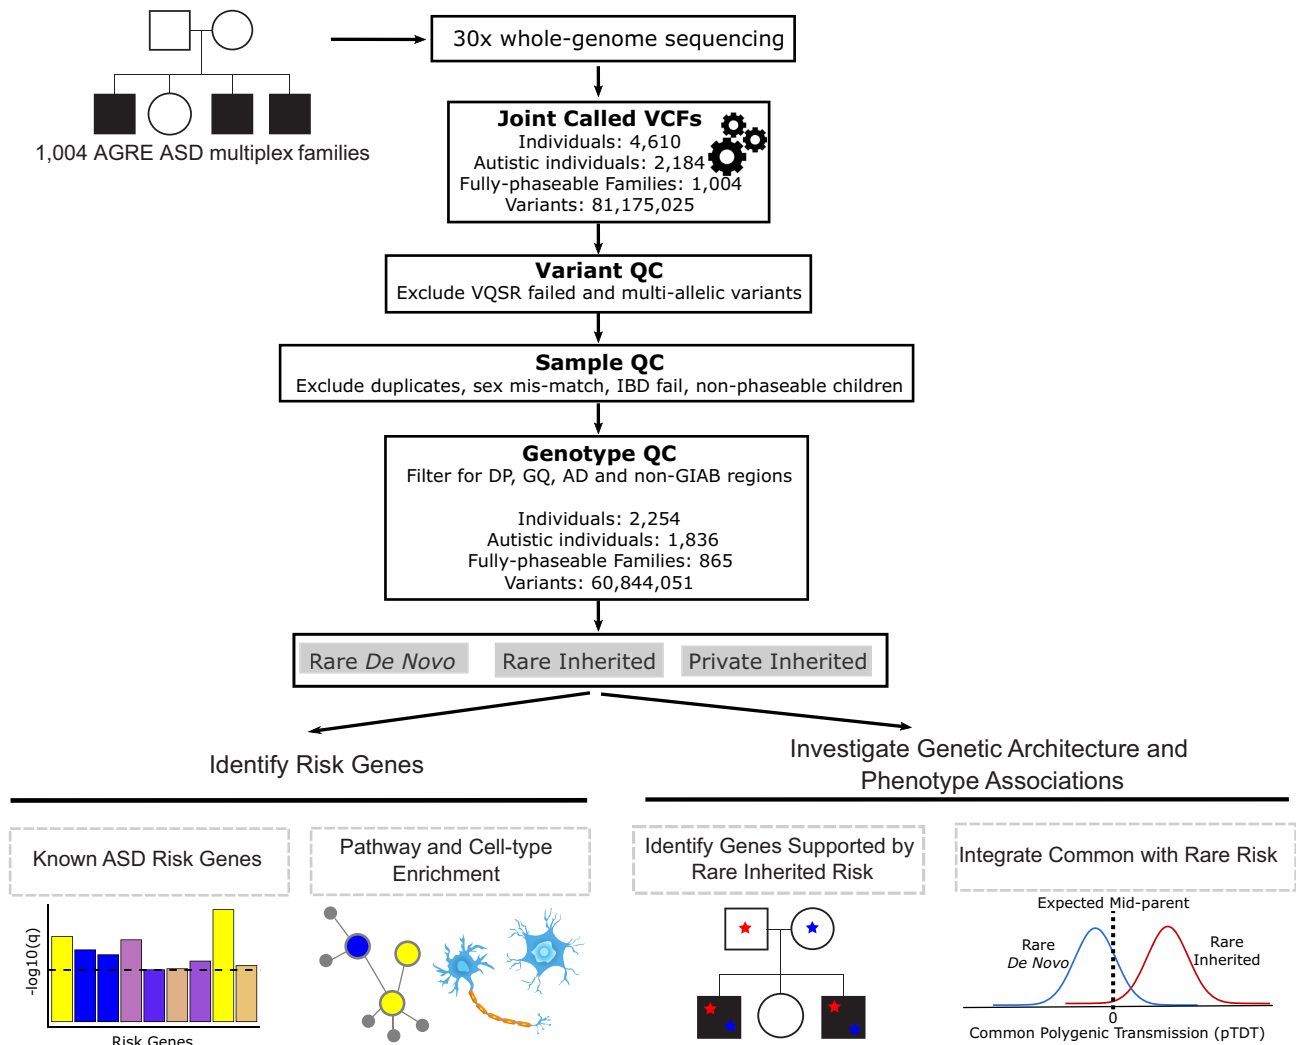 30x whole-genome sequencing
1,004 AGRE ASD multiplex families
Joint Called VCFs
Individuals: 4,610
Autistic individuals: 2,184
Fully-phaseable Families: 1,004
Variants: 81,175,025
Variant QC
Exclude VQSR failed and multi-allelic variants
Sample QC
Exclude duplicates, sex mis-match, IBD fail, non-phaseable children
Genotype QC
Filter for DP, GQ, AD and non-GIAB regions
Individuals: 2,254
Autistic individuals: 1,836
Fully-phaseable Families: 865
Variants: 60,844,051
Rare De Novo
Rare Inherited
Private Inherited
Identify Risk Genes
Known ASD Risk Genes
-log10(q)
Risk Genes
Pathway and Cell-type
Enrichment
Investigate Genetic Architecture and
Phenotype Associations
Identify Genes Supported by
Rare Inherited Risk
Integrate Common with Rare Risk
Expected Mid-parent
Rare
De Novo
Rare
Inherited
0
Common Polygenic Transmission (pTDT)